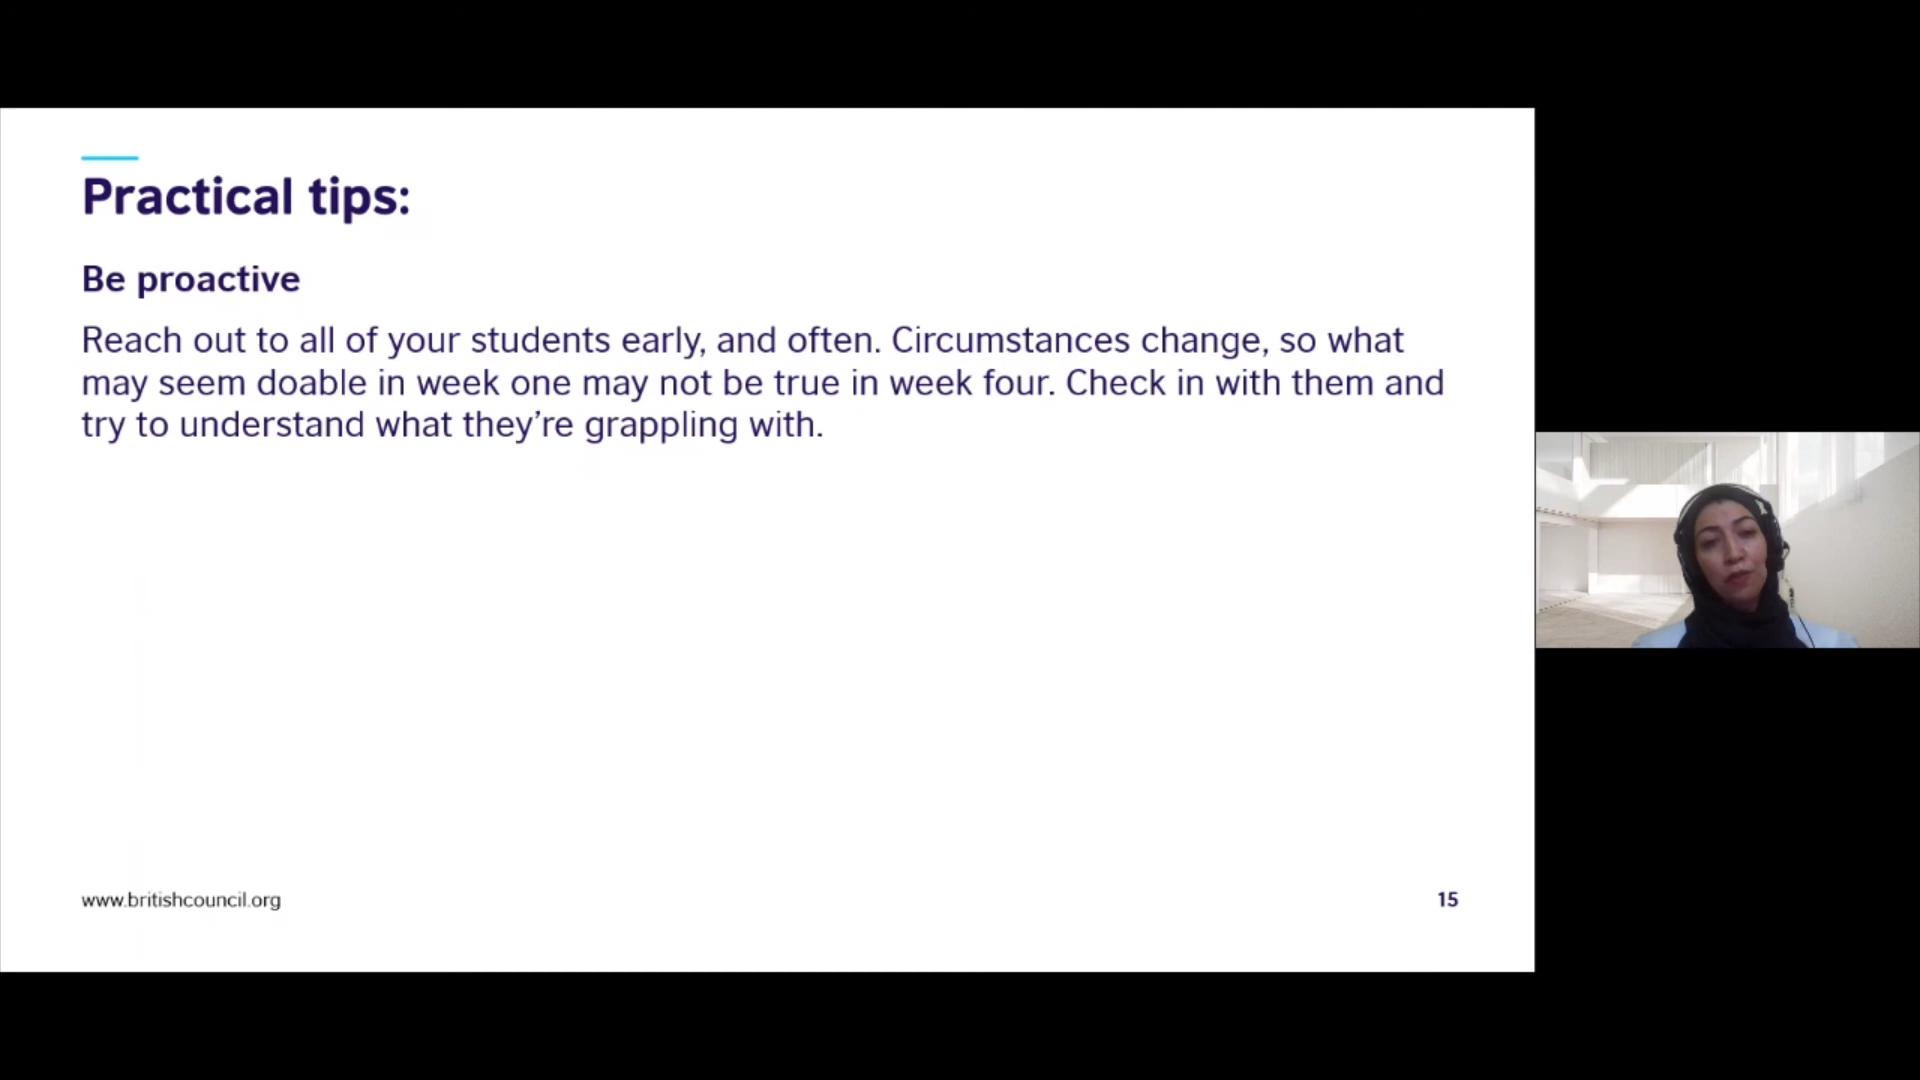 Practical tips:
Be proactive
Reach out to all of your students early, and often. Circumstances change, so what
may seem doable in week one may not be true in week four. Check in with them and
try to understand what they’re grappling with.
www.britishcouncil.org
15